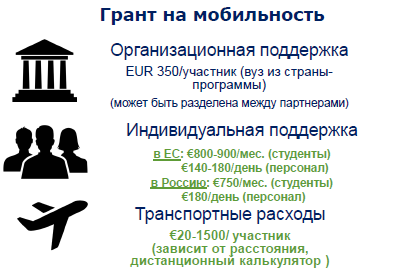 Грант на мобильность
Организационная поддержка
EUR 350/участник (вуз из страны-
программы)
(может быть разделена между партнерами)
Индивидуальная поддержка
в ЕС: €800-900/мес. (студенты)
€140-180/день (персонал)
в Россию: €750/мес. (студенты)
€180/день (персонал)
Транспортные расходы
€20-1500/ участник
(зависит от расстояния,
дистанционный калькулятор )